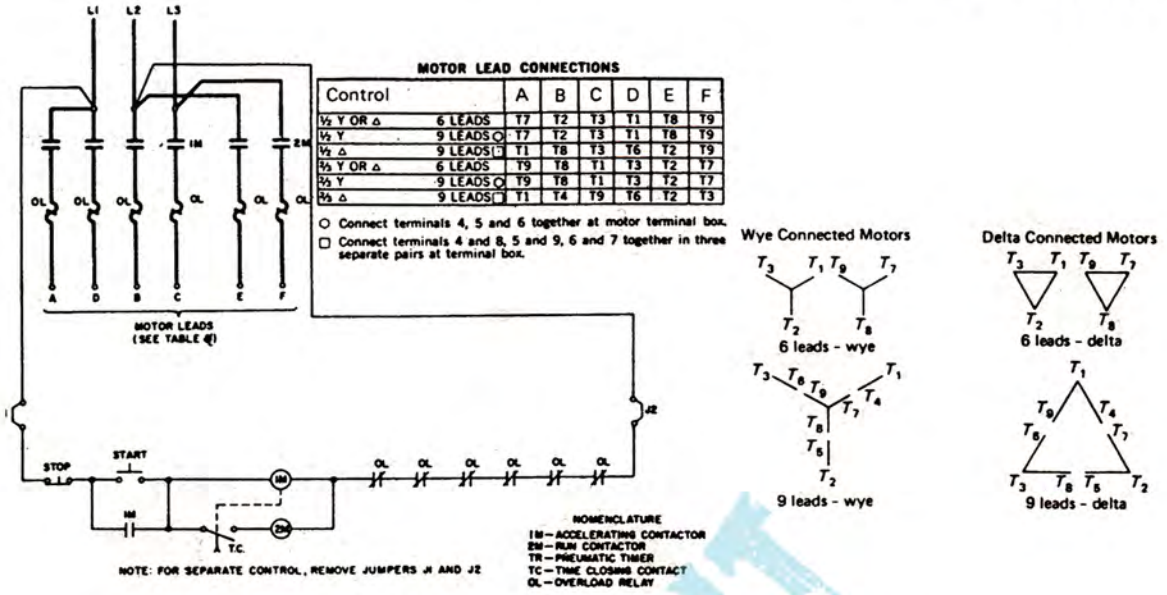 L1 L2 L3
MOTOR LEAD CONNECTIONS
Control A B C D E F
½ Y OR △ 6 LEADS T7 T2 T3 T1 T8 T9
½ Y 9 LEADS ○ T7 T2 T3 T1 T8 T9
½ △ 9 LEADS □ T1 T8 T3 T6 T2 T9
⅔ Y OR △ 6 LEADS T9 T8 T1 T3 T2 T7
⅔ Y 9 LEADS ○ T9 T8 T1 T3 T2 T7
⅔ △ 9 LEADS □ T1 T4 T9 T6 T2 T3
○ Connect terminals 4, 5 and 6 together at motor terminal box.
□ Connect terminals 4 and 8, 5 and 9, 6 and 7 together in three
separate pairs at terminal box.
1M 2M
OL OL OL OL OL OL
A D B C E F
MOTOR LEADS
(SEE TABLE)
Wye Connected Motors
T3 T1 T9 T7
T2 T8
6 leads - wye
T3 T6 T9 T1
T7 T4
T8
T5
T2
9 leads - wye
Delta Connected Motors
T3 T1 T9 T7
T2 T8
6 leads - delta
T1
T9 T4
T6 T7
T3 T8 T5 T2
9 leads - delta
J2
STOP START 1M OL OL OL OL OL OL
1M T.C. 2M
NOMENCLATURE
1M - ACCELERATING CONTACTOR
2M - RUN CONTACTOR
TR - PNEUMATIC TIMER
TC - TIME CLOSING CONTACT
OL - OVERLOAD RELAY
NOTE: FOR SEPARATE CONTROL, REMOVE JUMPERS J1 AND J2